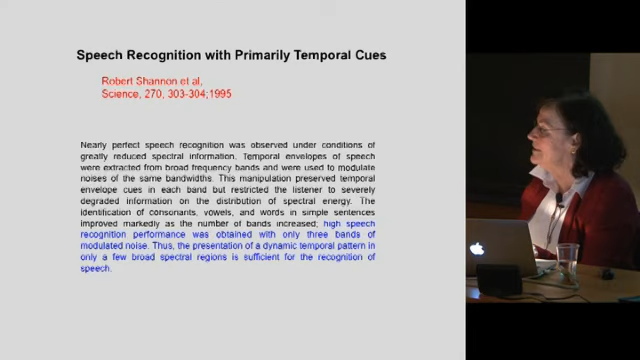 Speech Recognition with Primarily Temporal Cues
Robert Shannon et al,
Science, 270, 303-304;1995
Nearly perfect speech recognition was observed under conditions of
greatly reduced spectral information. Temporal envelopes of speech
were extracted from broad frequency bands and were used to modulate
noises of the same bandwidths. This manipulation preserved temporal
envelope cues in each band but restricted the listener to severely
degraded information on the distribution of spectral energy. The
identification of consonants, vowels, and words in simple sentences
improved markedly as the number of bands increased; high speech
recognition performance was obtained with only three bands of
modulated noise. Thus, the presentation of a dynamic temporal pattern in
only a few broad spectral regions is sufficient for the recognition of
speech.